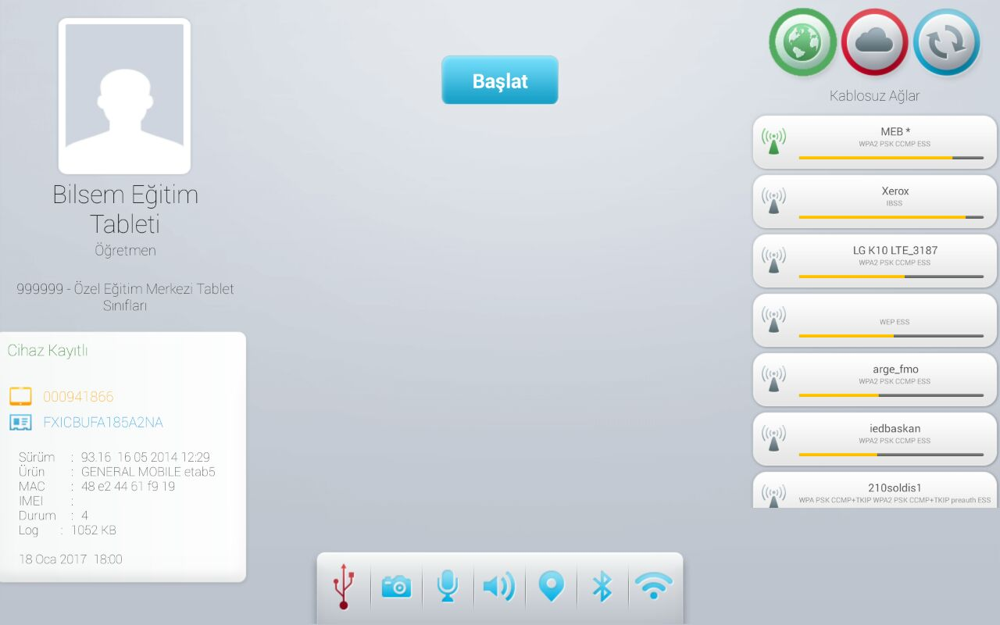 Bilsem Eğitim
Tableti
Öğretmen
999999 - Özel Eğitim Merkezi Tablet
Sınıfları
Cihaz Kayıtlı
000941866
FXICBUFA185A2NA
Sürüm : 93.16 16 05 2014 12:29
Ürün : GENERAL MOBILE etab5
MAC : 48 e2 44 61 f9 19
IMEI :
Durum : 4
Log : 1052 KB
18 Oca 2017 18:00
Başlat
Kablosuz Ağlar
MEB *
WPA2 PSK CCMP ESS
Xerox
IBSS
LG K10 LTE_3187
WPA2 PSK CCMP ESS
WEP ESS
arge_fmo
WPA2 PSK CCMP ESS
iedbaskan
WPA2 PSK CCMP ESS
210soldis1
WPA PSK CCMP+TKIP WPA2 PSK CCMP+TKIP preauth ESS